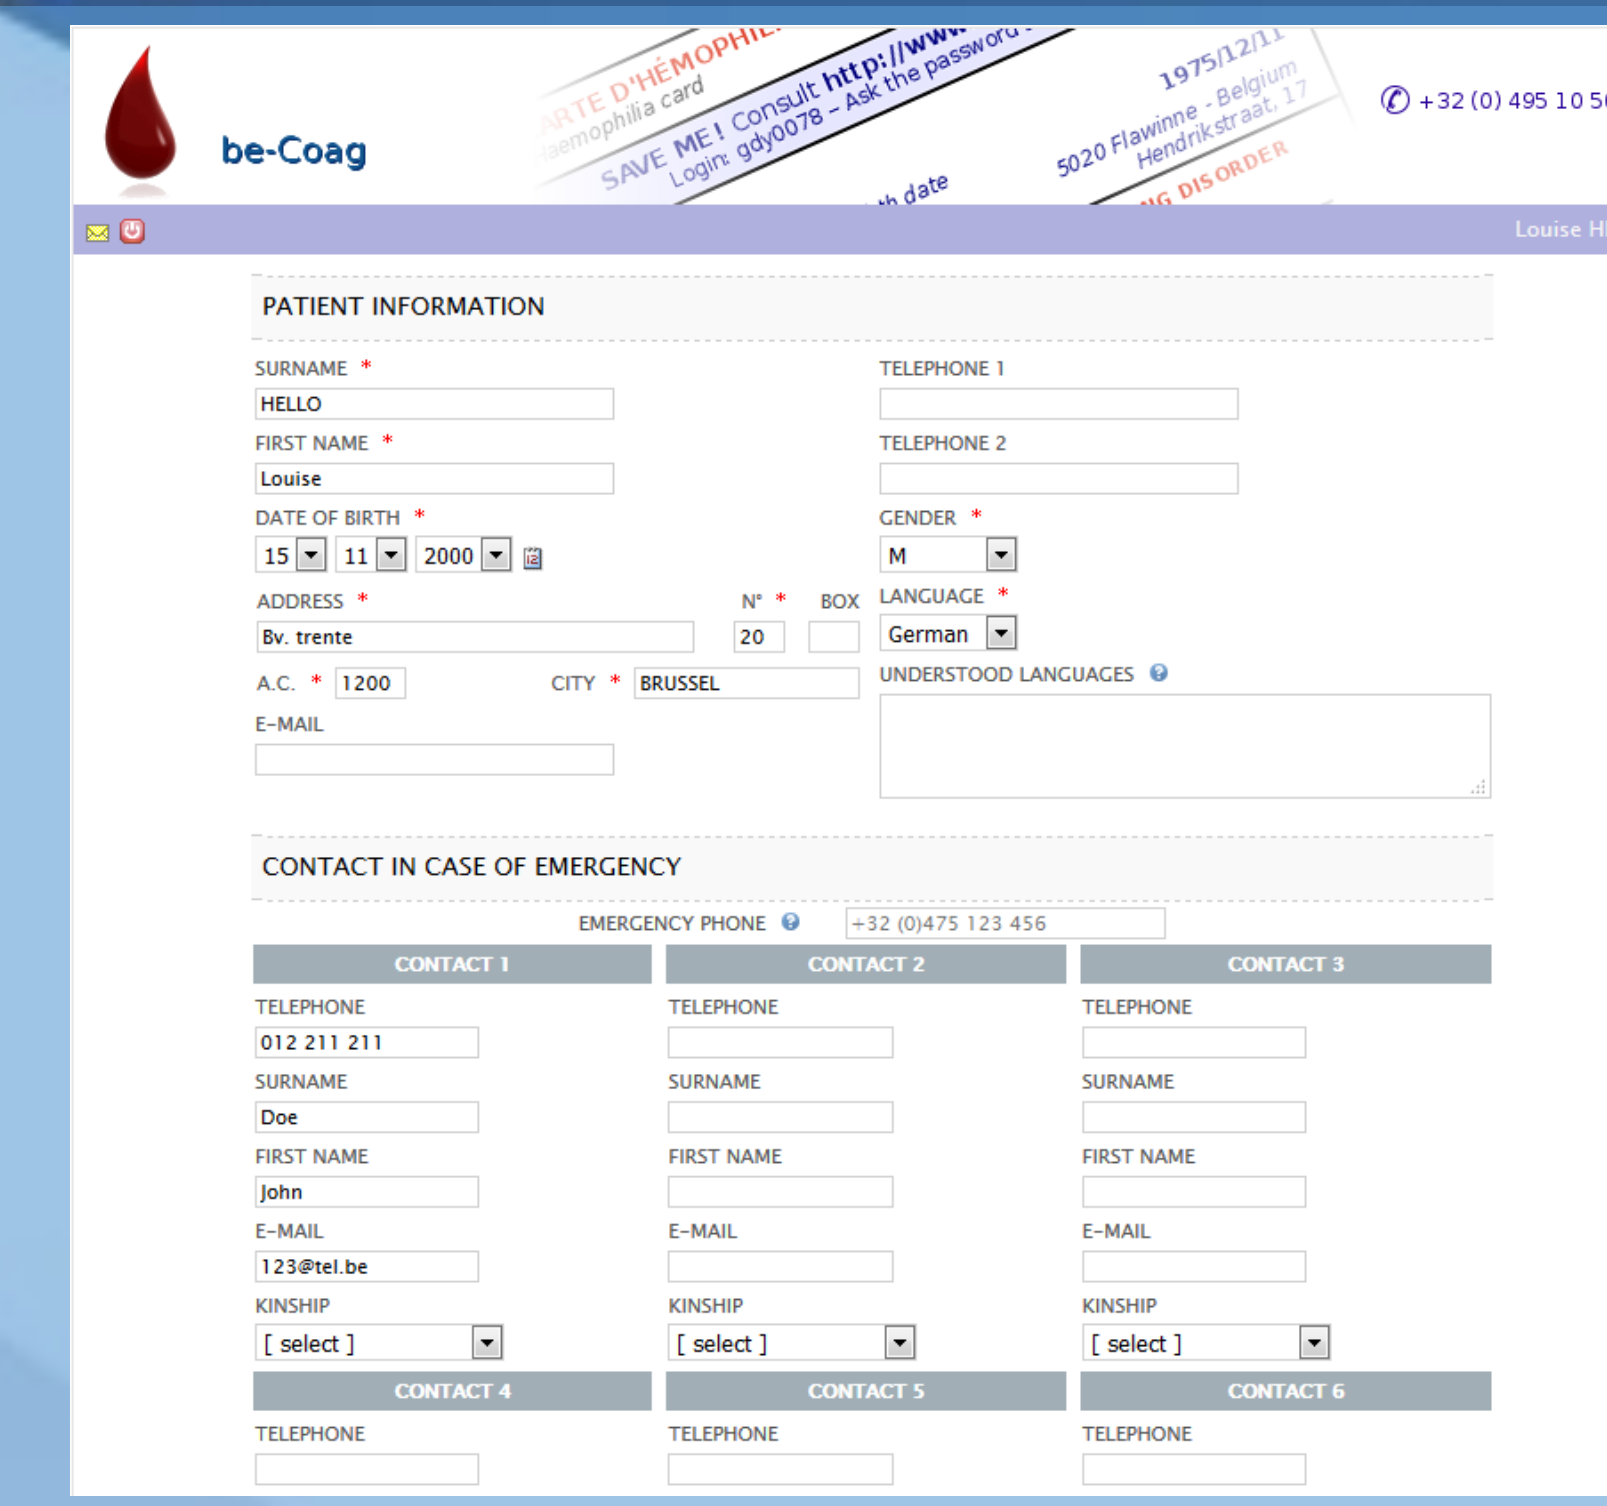 be-Coag
CARTE D'HÉMOPHIL
Haemophilia card
SAVE ME! Consult http://www.
Login: gdy0078 – Ask the password
th date
1975/12/11
5020 Flawinne - Belgium
Hendrikstraat, 17
NG DISORDER
+32 (0) 495 10 5
Louise H
PATIENT INFORMATION
SURNAME * TELEPHONE 1
HELLO
FIRST NAME * TELEPHONE 2
Louise
DATE OF BIRTH * GENDER *
15 11 2000 12 M
ADDRESS * N° * BOX LANGUAGE *
Bv. trente 20 German
A.C. * 1200 CITY * BRUSSEL UNDERSTOOD LANGUAGES ?
E-MAIL
CONTACT IN CASE OF EMERGENCY
EMERGENCY PHONE ? +32 (0)475 123 456
CONTACT 1 CONTACT 2 CONTACT 3
TELEPHONE TELEPHONE TELEPHONE
012 211 211
SURNAME SURNAME SURNAME
Doe
FIRST NAME FIRST NAME FIRST NAME
John
E-MAIL E-MAIL E-MAIL
123@tel.be
KINSHIP KINSHIP KINSHIP
[ select ] [ select ] [ select ]
CONTACT 4 CONTACT 5 CONTACT 6
TELEPHONE TELEPHONE TELEPHONE